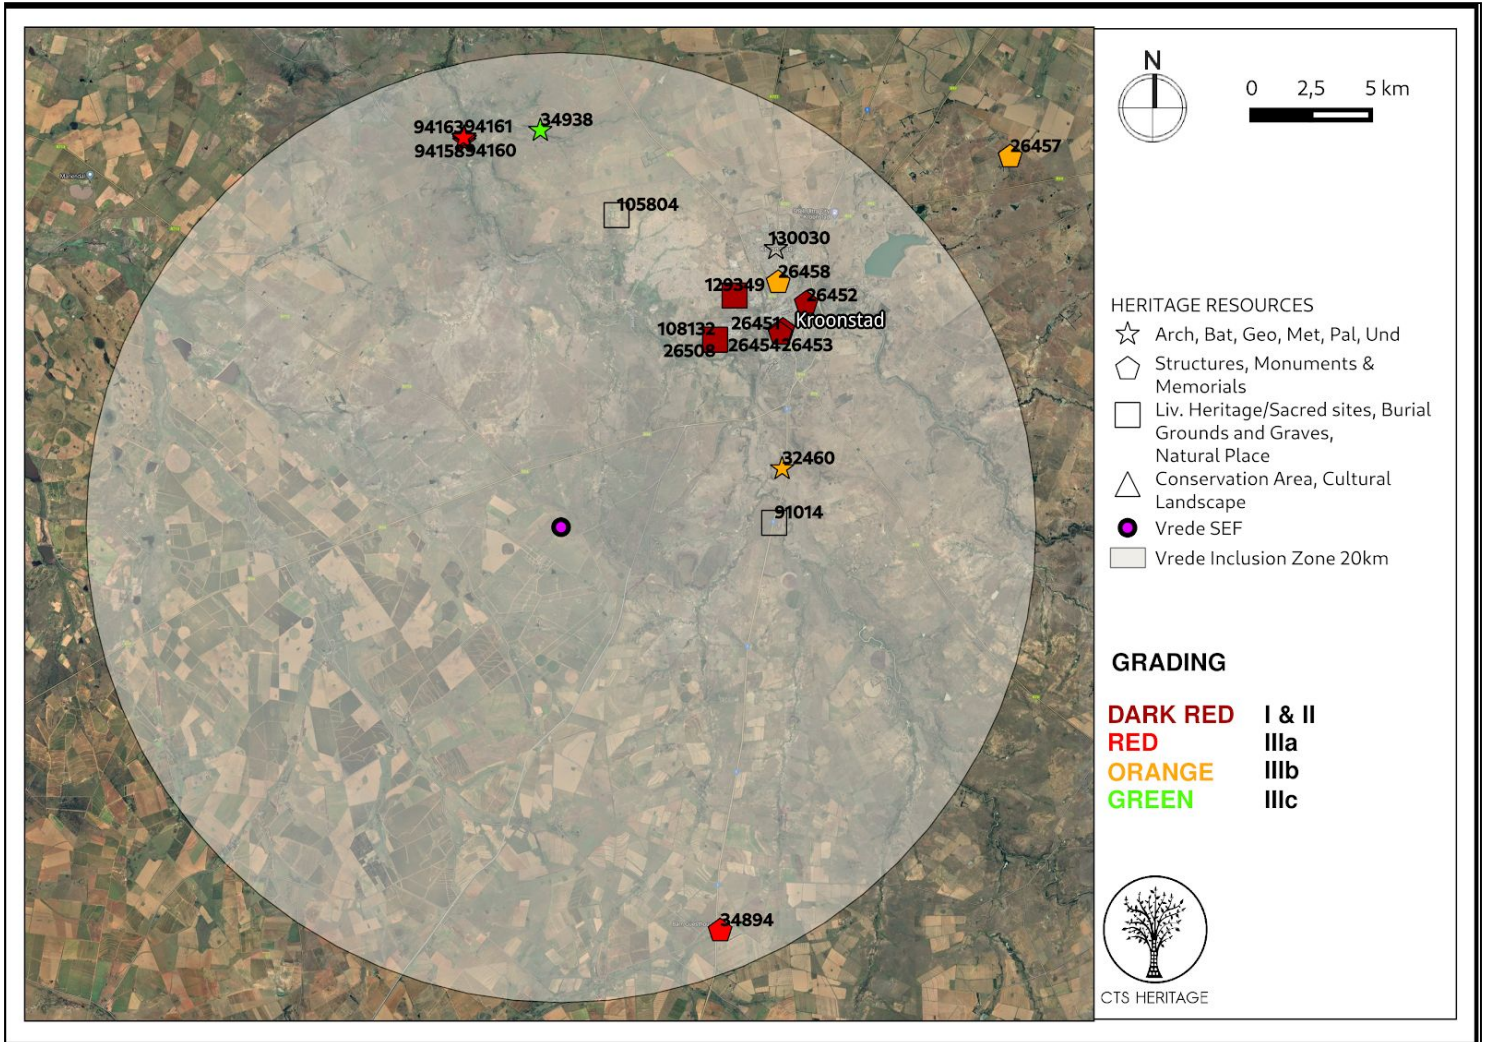 94163 94161
94158 94160
34938
26457
105804
130030
26458
129349
26452
26451
Kroonstad
108132
26508
26454 26453
32460
91014
34894
N
0 2,5 5 km
HERITAGE RESOURCES
Arch, Bat, Geo, Met, Pal, Und
Structures, Monuments &
Memorials
Liv. Heritage/Sacred sites, Burial
Grounds and Graves,
Natural Place
Conservation Area, Cultural
Landscape
Vrede SEF
Vrede Inclusion Zone 20km
GRADING
DARK RED I & II
RED IIIa
ORANGE IIIb
GREEN IIIc
CTS HERITAGE